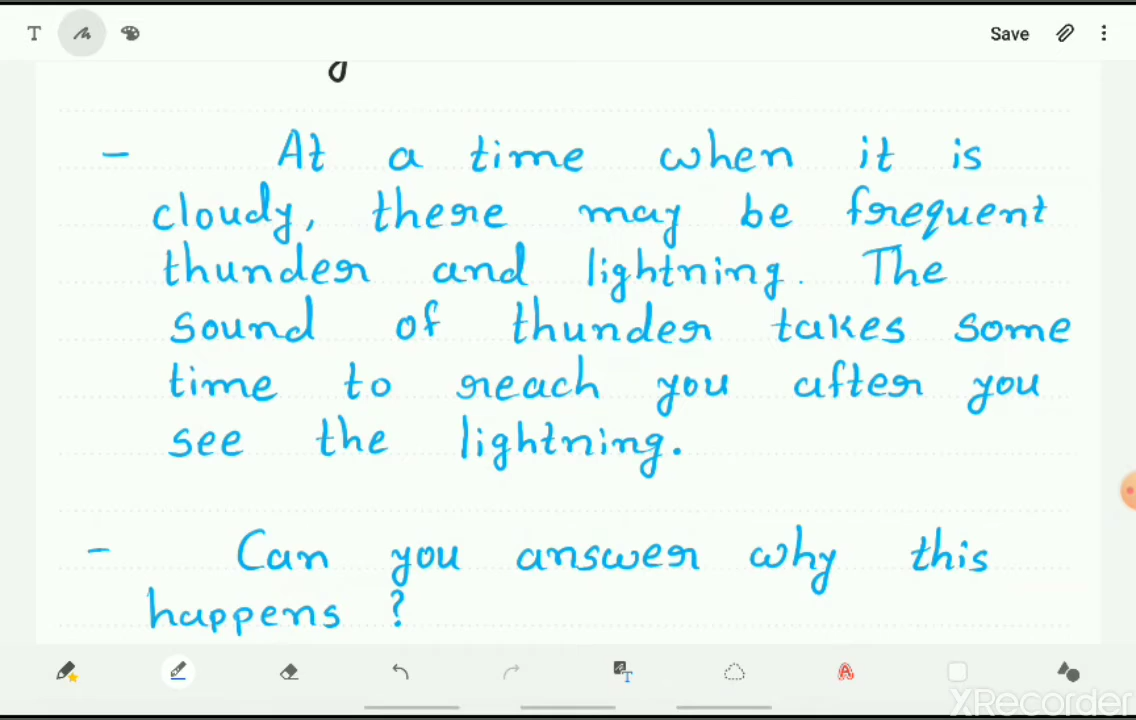 T
Save
- At a time when it is
cloudy, there may be frequent
thunder and lightning. The
sound of thunder takes some
time to reach you after you
see the lightning.
- Can you answer why this
happens ?
XRecorder